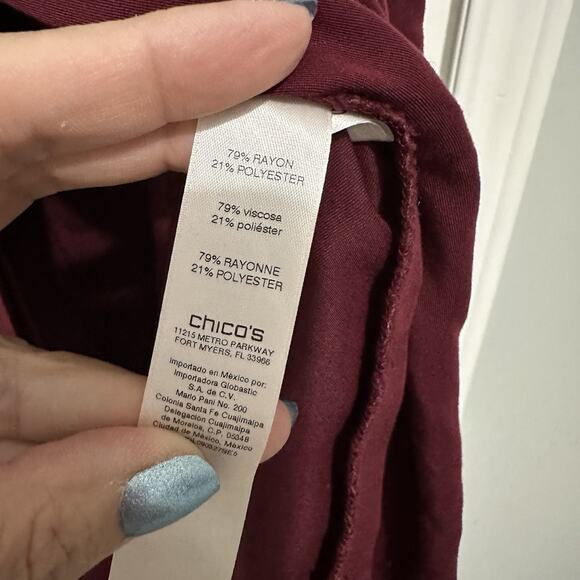 79% RAYON
21% POLYESTER
79% viscosa
21% poliéster
79% RAYONNE
21% POLYESTER
chico's
11215 METRO PARKWAY
FORT MYERS, FL 33966
Importado en México por:
Importadora Globastic
S.A. de C.V.
Mario Pani No. 200
Colonia Santa Fe Cuajimalpa
Delegación Cuajimalpa
de Morelos, C.P. 05348
Ciudad de México, México